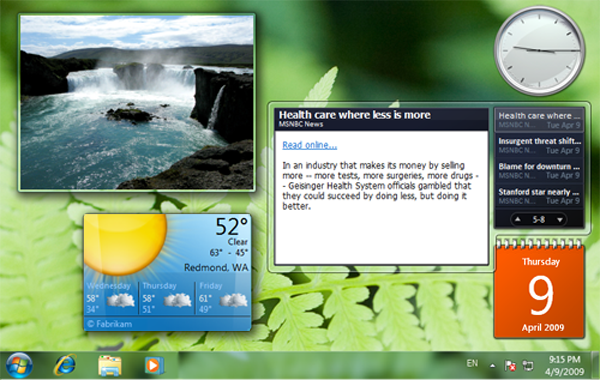 Health care where less is more
MSNBC News
Read online...
In an industry that makes its money by selling
more -- more tests, more surgeries, more drugs -
- Geisinger Health System officials gambled that
they could succeed by doing less, but doing it
better.
Health care where ...
MSNBC N... Tue Apr 9
Insurgent threat shift...
MSNBC N... Tue Apr 9
Blame for downturn ...
MSNBC N... Tue Apr 9
Stanford star nearly ...
MSNBC N... Tue Apr 9
5-8
52°
Clear
63° - 45°
Redmond, WA
Wednesday Thursday Friday
58° 58° 61°
34° 51° 49°
© Fabrikam
Thursday
9
April 2009
EN
9:15 PM
4/9/2009